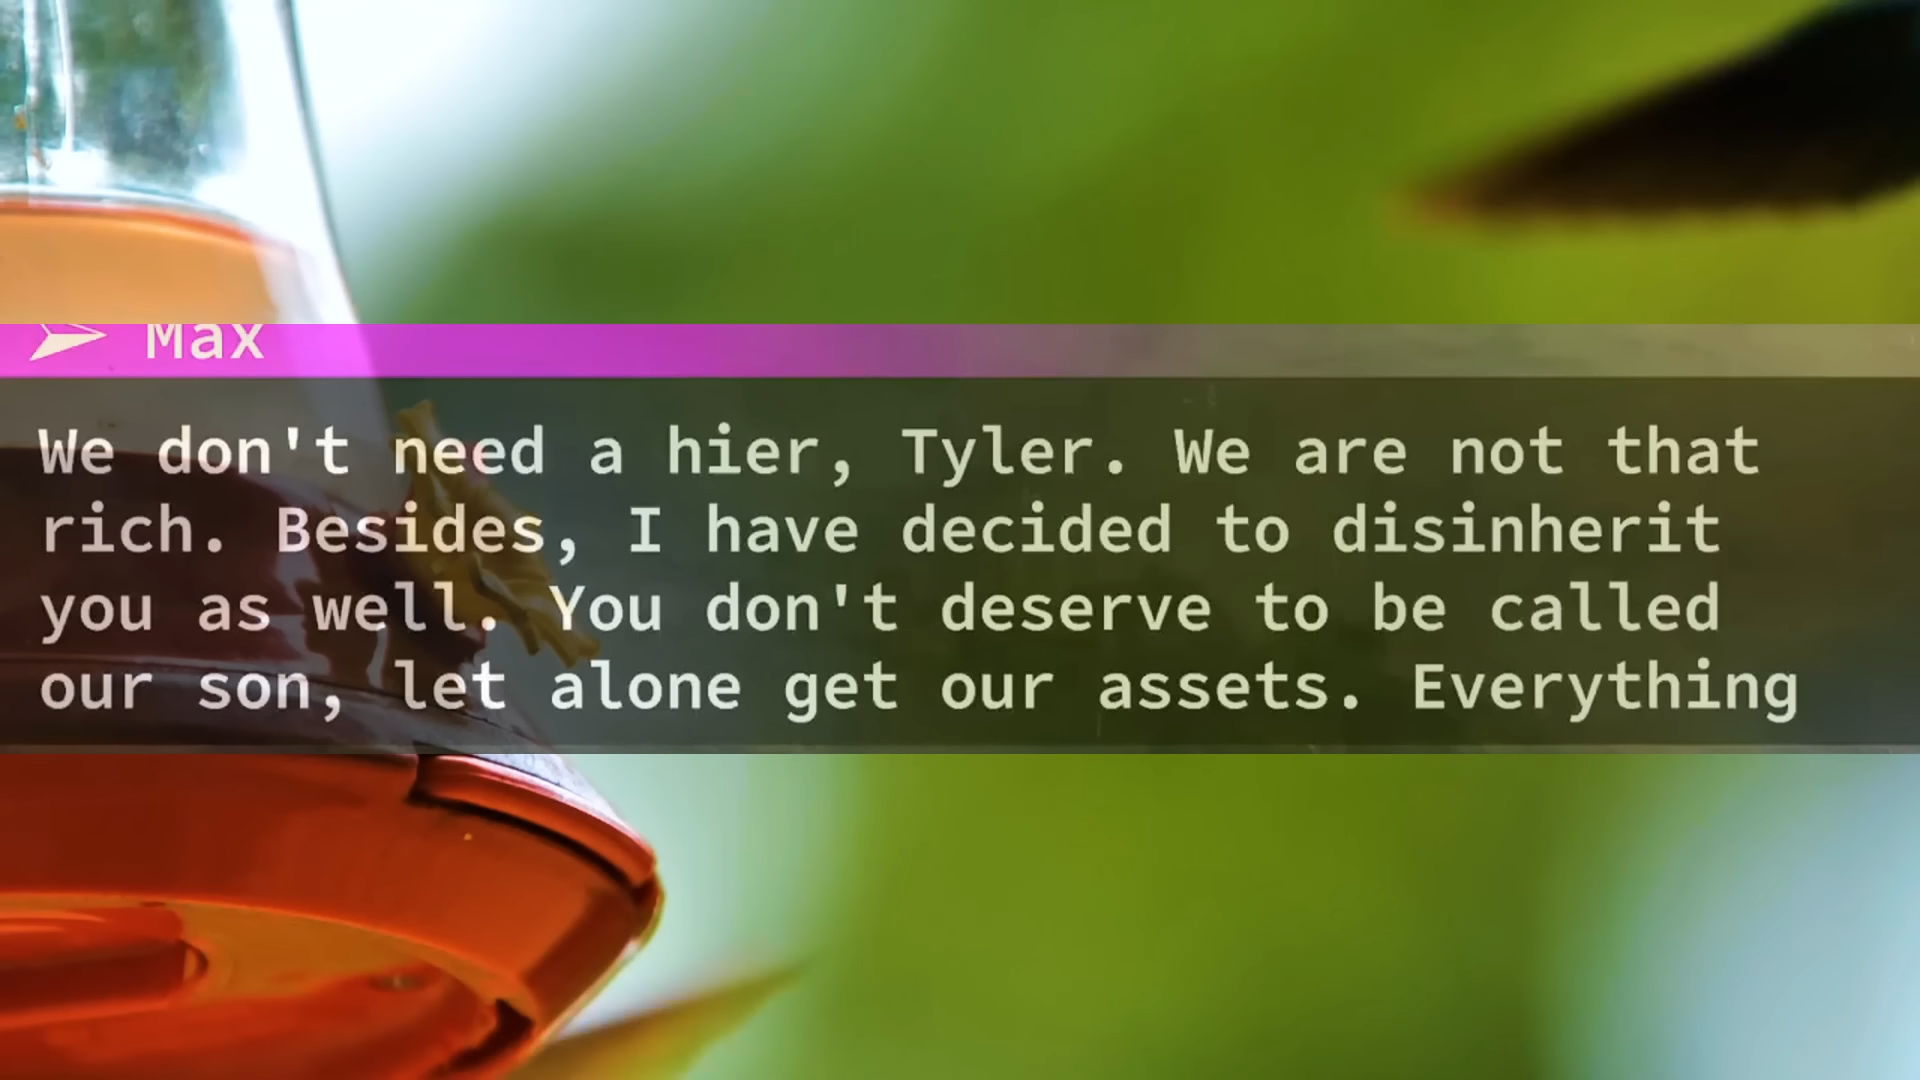 Max
We don't need a hier, Tyler. We are not that
rich. Besides, I have decided to disinherit
you as well. You don't deserve to be called
our son, let alone get our assets. Everything